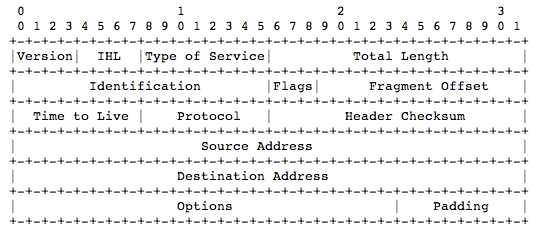 0                   1                   2                   3
0 1 2 3 4 5 6 7 8 9 0 1 2 3 4 5 6 7 8 9 0 1 2 3 4 5 6 7 8 9 0 1
+-+-+-+-+-+-+-+-+-+-+-+-+-+-+-+-+-+-+-+-+-+-+-+-+-+-+-+-+-+-+-+-+
|Version|  IHL  |Type of Service|          Total Length         |
+-+-+-+-+-+-+-+-+-+-+-+-+-+-+-+-+-+-+-+-+-+-+-+-+-+-+-+-+-+-+-+-+
|         Identification        |Flags|      Fragment Offset    |
+-+-+-+-+-+-+-+-+-+-+-+-+-+-+-+-+-+-+-+-+-+-+-+-+-+-+-+-+-+-+-+-+
|  Time to Live |    Protocol   |         Header Checksum       |
+-+-+-+-+-+-+-+-+-+-+-+-+-+-+-+-+-+-+-+-+-+-+-+-+-+-+-+-+-+-+-+-+
|                       Source Address                          |
+-+-+-+-+-+-+-+-+-+-+-+-+-+-+-+-+-+-+-+-+-+-+-+-+-+-+-+-+-+-+-+-+
|                    Destination Address                        |
+-+-+-+-+-+-+-+-+-+-+-+-+-+-+-+-+-+-+-+-+-+-+-+-+-+-+-+-+-+-+-+-+
|                    Options                    |    Padding    |
+-+-+-+-+-+-+-+-+-+-+-+-+-+-+-+-+-+-+-+-+-+-+-+-+-+-+-+-+-+-+-+-+